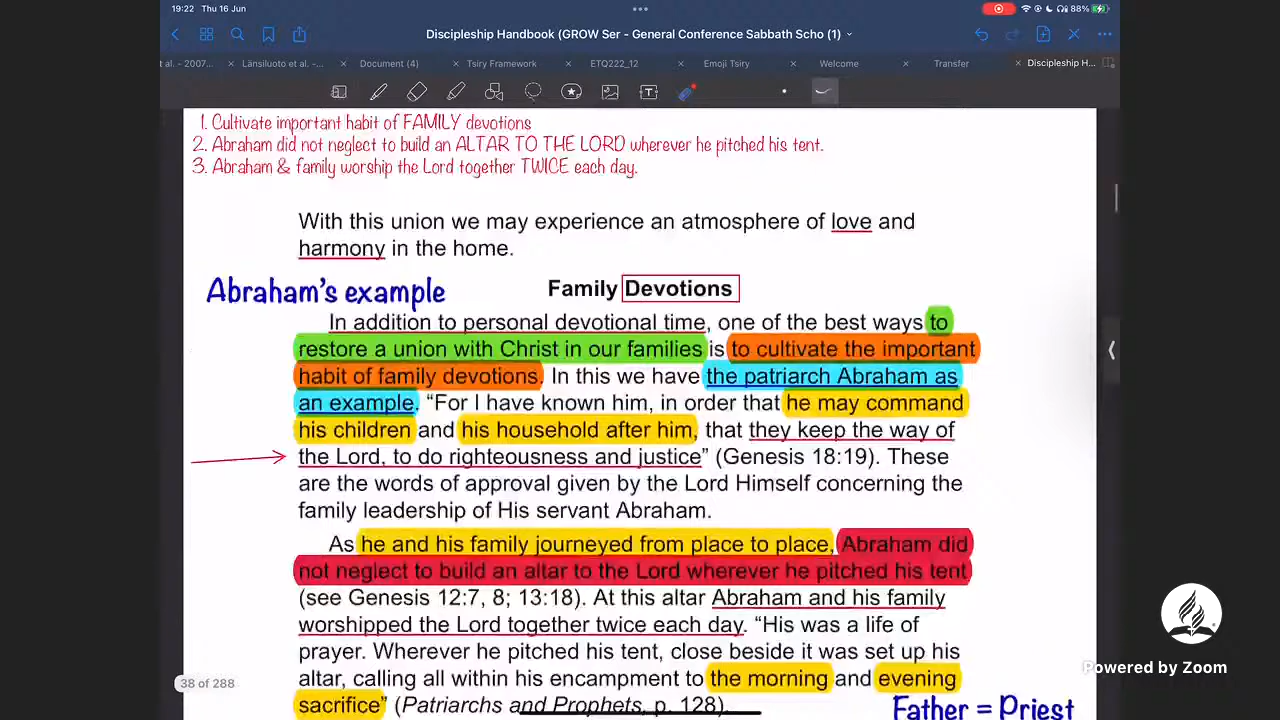 19:22 Thu 16 Jun
88%
Discipleship Handbook (GROW Ser - General Conference Sabbath Scho (1)
t al. - 2007...
Länsiluoto et al. -...
Document (4)
Tsiry Framework
ETQ222_12
Emoji Tsiry
Welcome
Transfer
Discipleship H...
1. Cultivate important habit of FAMILY devotions
2. Abraham did not neglect to build an ALTAR TO THE LORD wherever he pitched his tent.
3. Abraham & family worship the Lord together TWICE each day.
With this union we may experience an atmosphere of love and
harmony in the home.
Abraham's example
Family Devotions
In addition to personal devotional time, one of the best ways to
restore a union with Christ in our families is to cultivate the important
habit of family devotions. In this we have the patriarch Abraham as
an example. “For I have known him, in order that he may command
his children and his household after him, that they keep the way of
the Lord, to do righteousness and justice” (Genesis 18:19). These
are the words of approval given by the Lord Himself concerning the
family leadership of His servant Abraham.
As he and his family journeyed from place to place, Abraham did
not neglect to build an altar to the Lord wherever he pitched his tent
(see Genesis 12:7, 8; 13:18). At this altar Abraham and his family
worshipped the Lord together twice each day. “His was a life of
prayer. Wherever he pitched his tent, close beside it was set up his
altar, calling all within his encampment to the morning and evening
sacrifice” (Patriarchs and Prophets, p. 128).
38 of 288
Father = Priest
Powered by Zoom